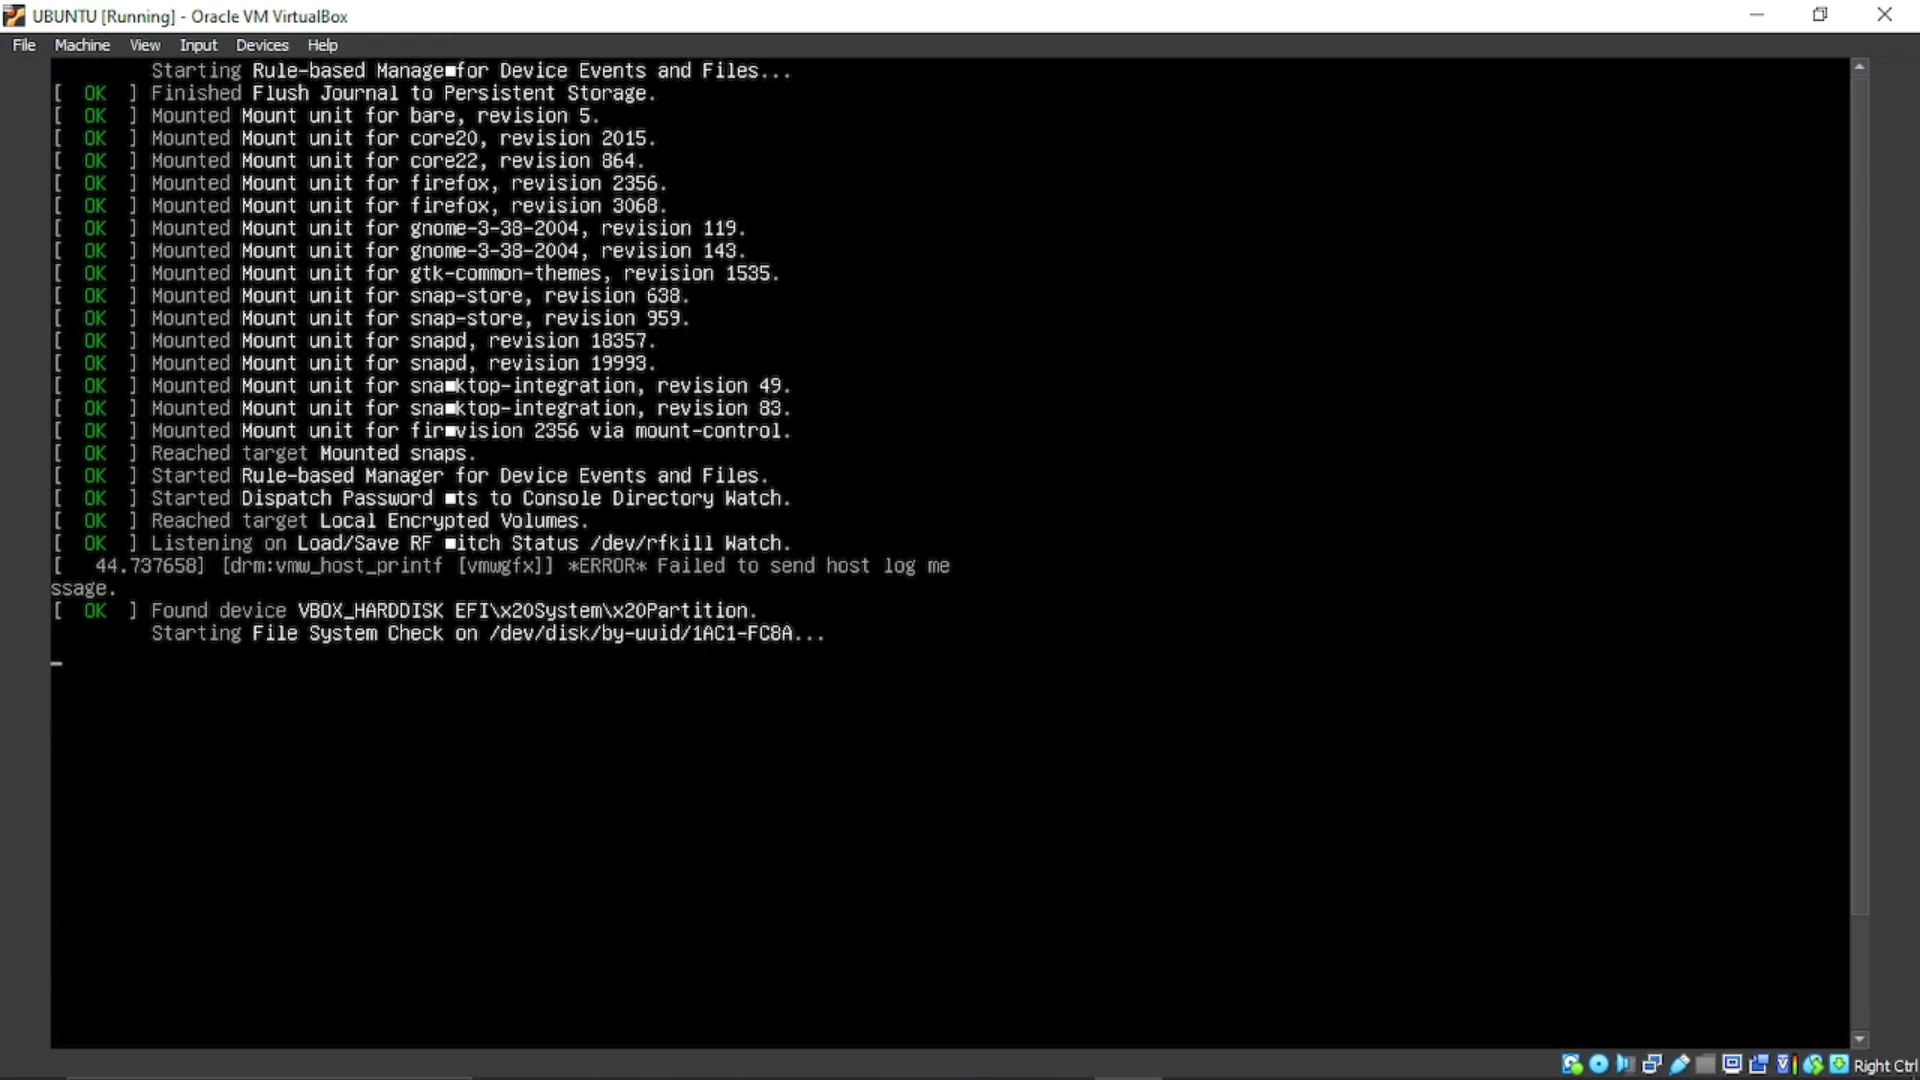 UBUNTU [Running] - Oracle VM VirtualBox
File Machine View Input Devices Help
Starting Rule-based Manage■for Device Events and Files...
[ OK ] Finished Flush Journal to Persistent Storage.
[ OK ] Mounted Mount unit for bare, revision 5.
[ OK ] Mounted Mount unit for core20, revision 2015.
[ OK ] Mounted Mount unit for core22, revision 864.
[ OK ] Mounted Mount unit for firefox, revision 2356.
[ OK ] Mounted Mount unit for firefox, revision 3068.
[ OK ] Mounted Mount unit for gnome-3-38-2004, revision 119.
[ OK ] Mounted Mount unit for gnome-3-38-2004, revision 143.
[ OK ] Mounted Mount unit for gtk-common-themes, revision 1535.
[ OK ] Mounted Mount unit for snap-store, revision 638.
[ OK ] Mounted Mount unit for snap-store, revision 959.
[ OK ] Mounted Mount unit for snapd, revision 18357.
[ OK ] Mounted Mount unit for snapd, revision 19993.
[ OK ] Mounted Mount unit for sna■ktop-integration, revision 49.
[ OK ] Mounted Mount unit for sna■ktop-integration, revision 83.
[ OK ] Mounted Mount unit for fir■vision 2356 via mount-control.
[ OK ] Reached target Mounted snaps.
[ OK ] Started Rule-based Manager for Device Events and Files.
[ OK ] Started Dispatch Password ■ts to Console Directory Watch.
[ OK ] Reached target Local Encrypted Volumes.
[ OK ] Listening on Load/Save RF ■itch Status /dev/rfkill Watch.
[ 44.737658] [drm:vmw_host_printf [vmwgfx]] *ERROR* Failed to send host log me
ssage.
[ OK ] Found device VBOX_HARDDISK EFI\x20System\x20Partition.
Starting File System Check on /dev/disk/by-uuid/1AC1-FC8A...
Right Ctrl